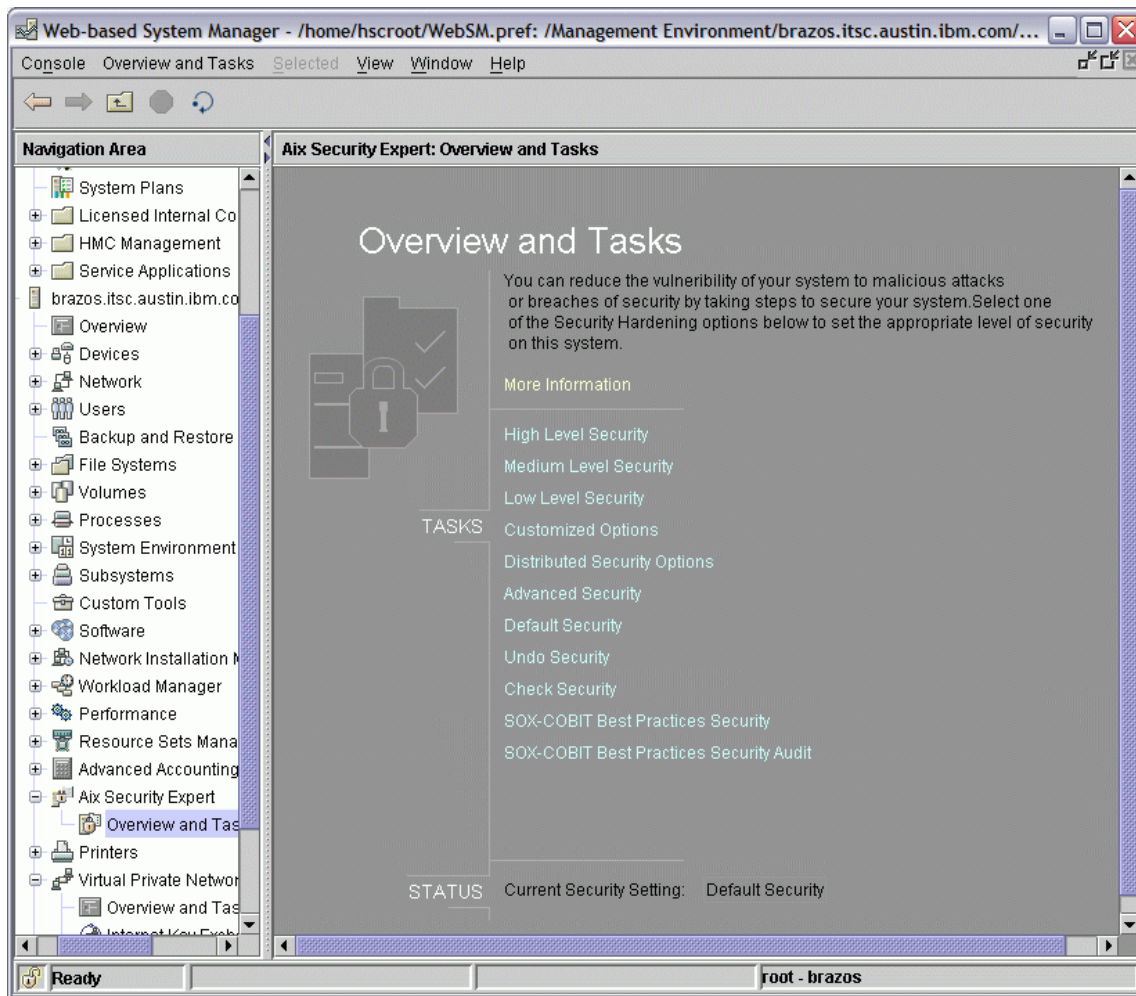 Web-based System Manager - /home/hscroot/WebSM.pref: /Management Environment/brazos.itsc.austin.ibm.com/...
Console Overview and Tasks Selected View Window Help
Navigation Area
System Plans
Licensed Internal Co
HMC Management
Service Applications
brazos.itsc.austin.ibm.co
Overview
Devices
Network
Users
Backup and Restore
File Systems
Volumes
Processes
System Environment
Subsystems
Custom Tools
Software
Network Installation
Workload Manager
Performance
Resource Sets Mana
Advanced Accounting
Aix Security Expert
Overview and Tas
Printers
Virtual Private Networ
Overview and Tas
Internet Key Exch
Aix Security Expert: Overview and Tasks
Overview and Tasks
You can reduce the vulneribility of your system to malicious attacks
or breaches of security by taking steps to secure your system.Select one
of the Security Hardening options below to set the appropriate level of security
on this system.
More Information
TASKS
High Level Security
Medium Level Security
Low Level Security
Customized Options
Distributed Security Options
Advanced Security
Default Security
Undo Security
Check Security
SOX-COBIT Best Practices Security
SOX-COBIT Best Practices Security Audit
STATUS Current Security Setting: Default Security
Ready root - brazos